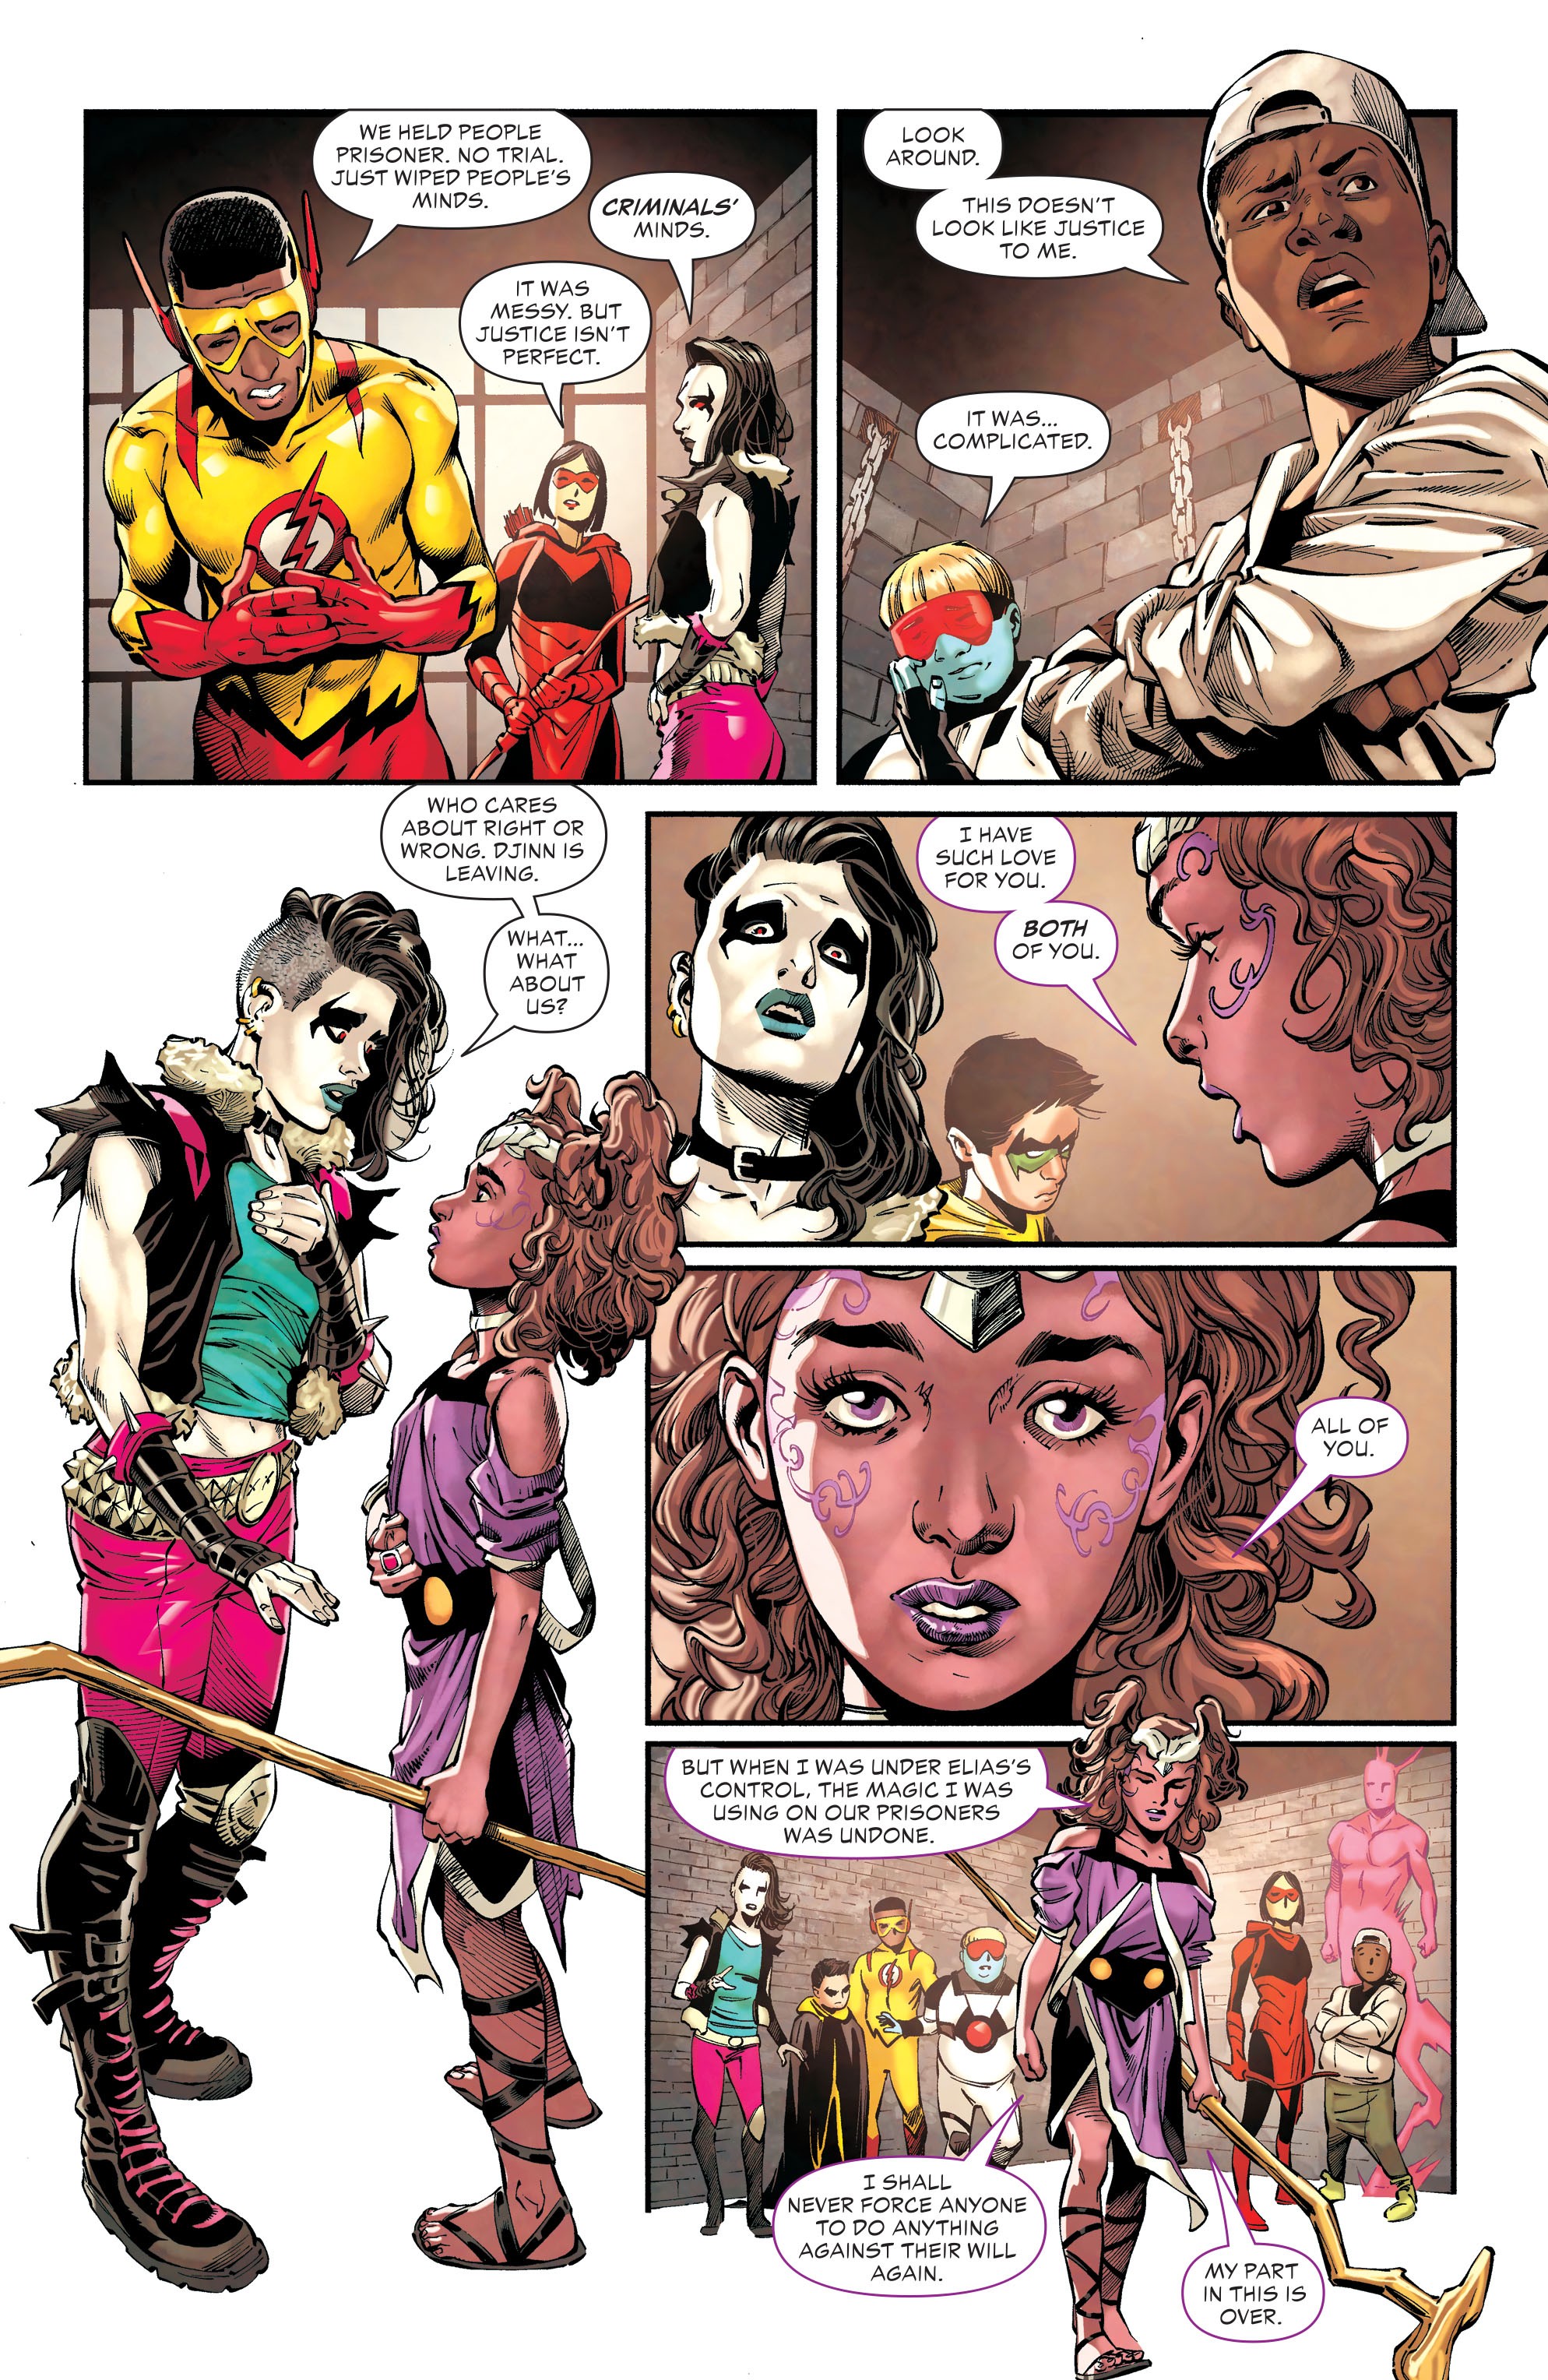 WE HELD PEOPLE
PRISONER. NO TRIAL.
JUST WIPED PEOPLE'S
MINDS.
CRIMINALS'
MINDS.
IT WAS
MESSY. BUT
JUSTICE ISN'T
PERFECT.
LOOK
AROUND.
THIS DOESN'T
LOOK LIKE JUSTICE
TO ME.
IT WAS...
COMPLICATED.
WHO CARES
ABOUT RIGHT OR
WRONG. DJINN IS
LEAVING.
WHAT...
WHAT
ABOUT
US?
I HAVE
SUCH LOVE
FOR YOU.
BOTH
OF YOU.
ALL OF
YOU.
BUT WHEN I WAS UNDER ELIAS'S
CONTROL, THE MAGIC I WAS
USING ON OUR PRISONERS
WAS UNDONE.
I SHALL
NEVER FORCE ANYONE
TO DO ANYTHING
AGAINST THEIR WILL
AGAIN.
MY PART
IN THIS IS
OVER.